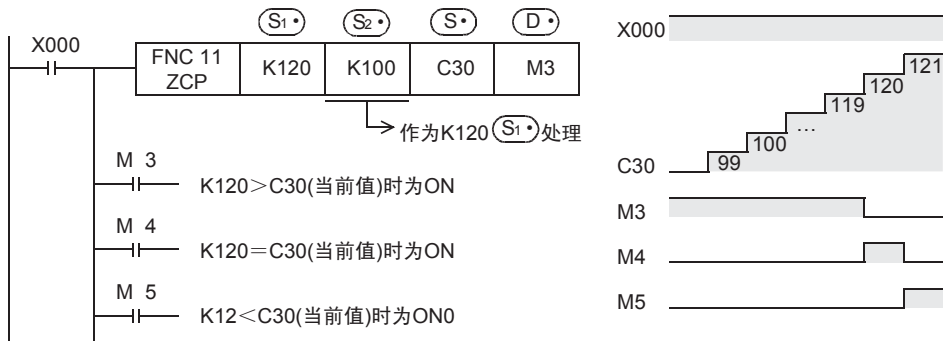 S1• S2• S• D•
X000
FNC 11 ZCP K120 K100 C30 M3
作为K120 S1• 处理
M 3
K120＞C30(当前值)时为ON
M 4
K120＝C30(当前值)时为ON
M 5
K12＜C30(当前值)时为ON0
X000
121
120
119
…
100
99
C30
M3
M4
M5